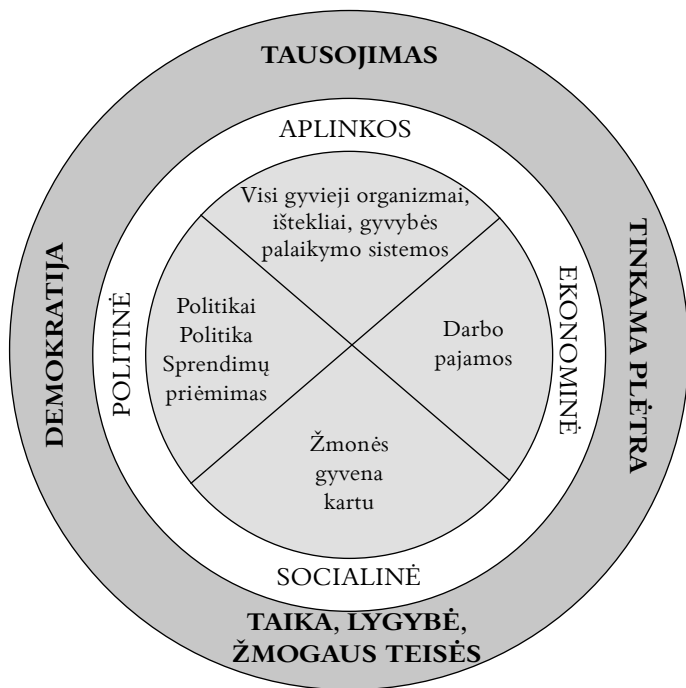 TAUSOJIMAS
APLINKOS
Visi gyvieji organizmai,
ištekliai, gyvybės
palaikymo sistemos
DEMOKRATIJA
POLITINĖ
Politikai
Politika
Sprendimų
priėmimas
Darbo
pajamos
EKONOMINĖ
TINKAMA PLĖTRA
Žmonės
gyvena
kartu
SOCIALINĖ
TAIKA, LYGYBĖ,
ŽMOGAUS TEISĖS